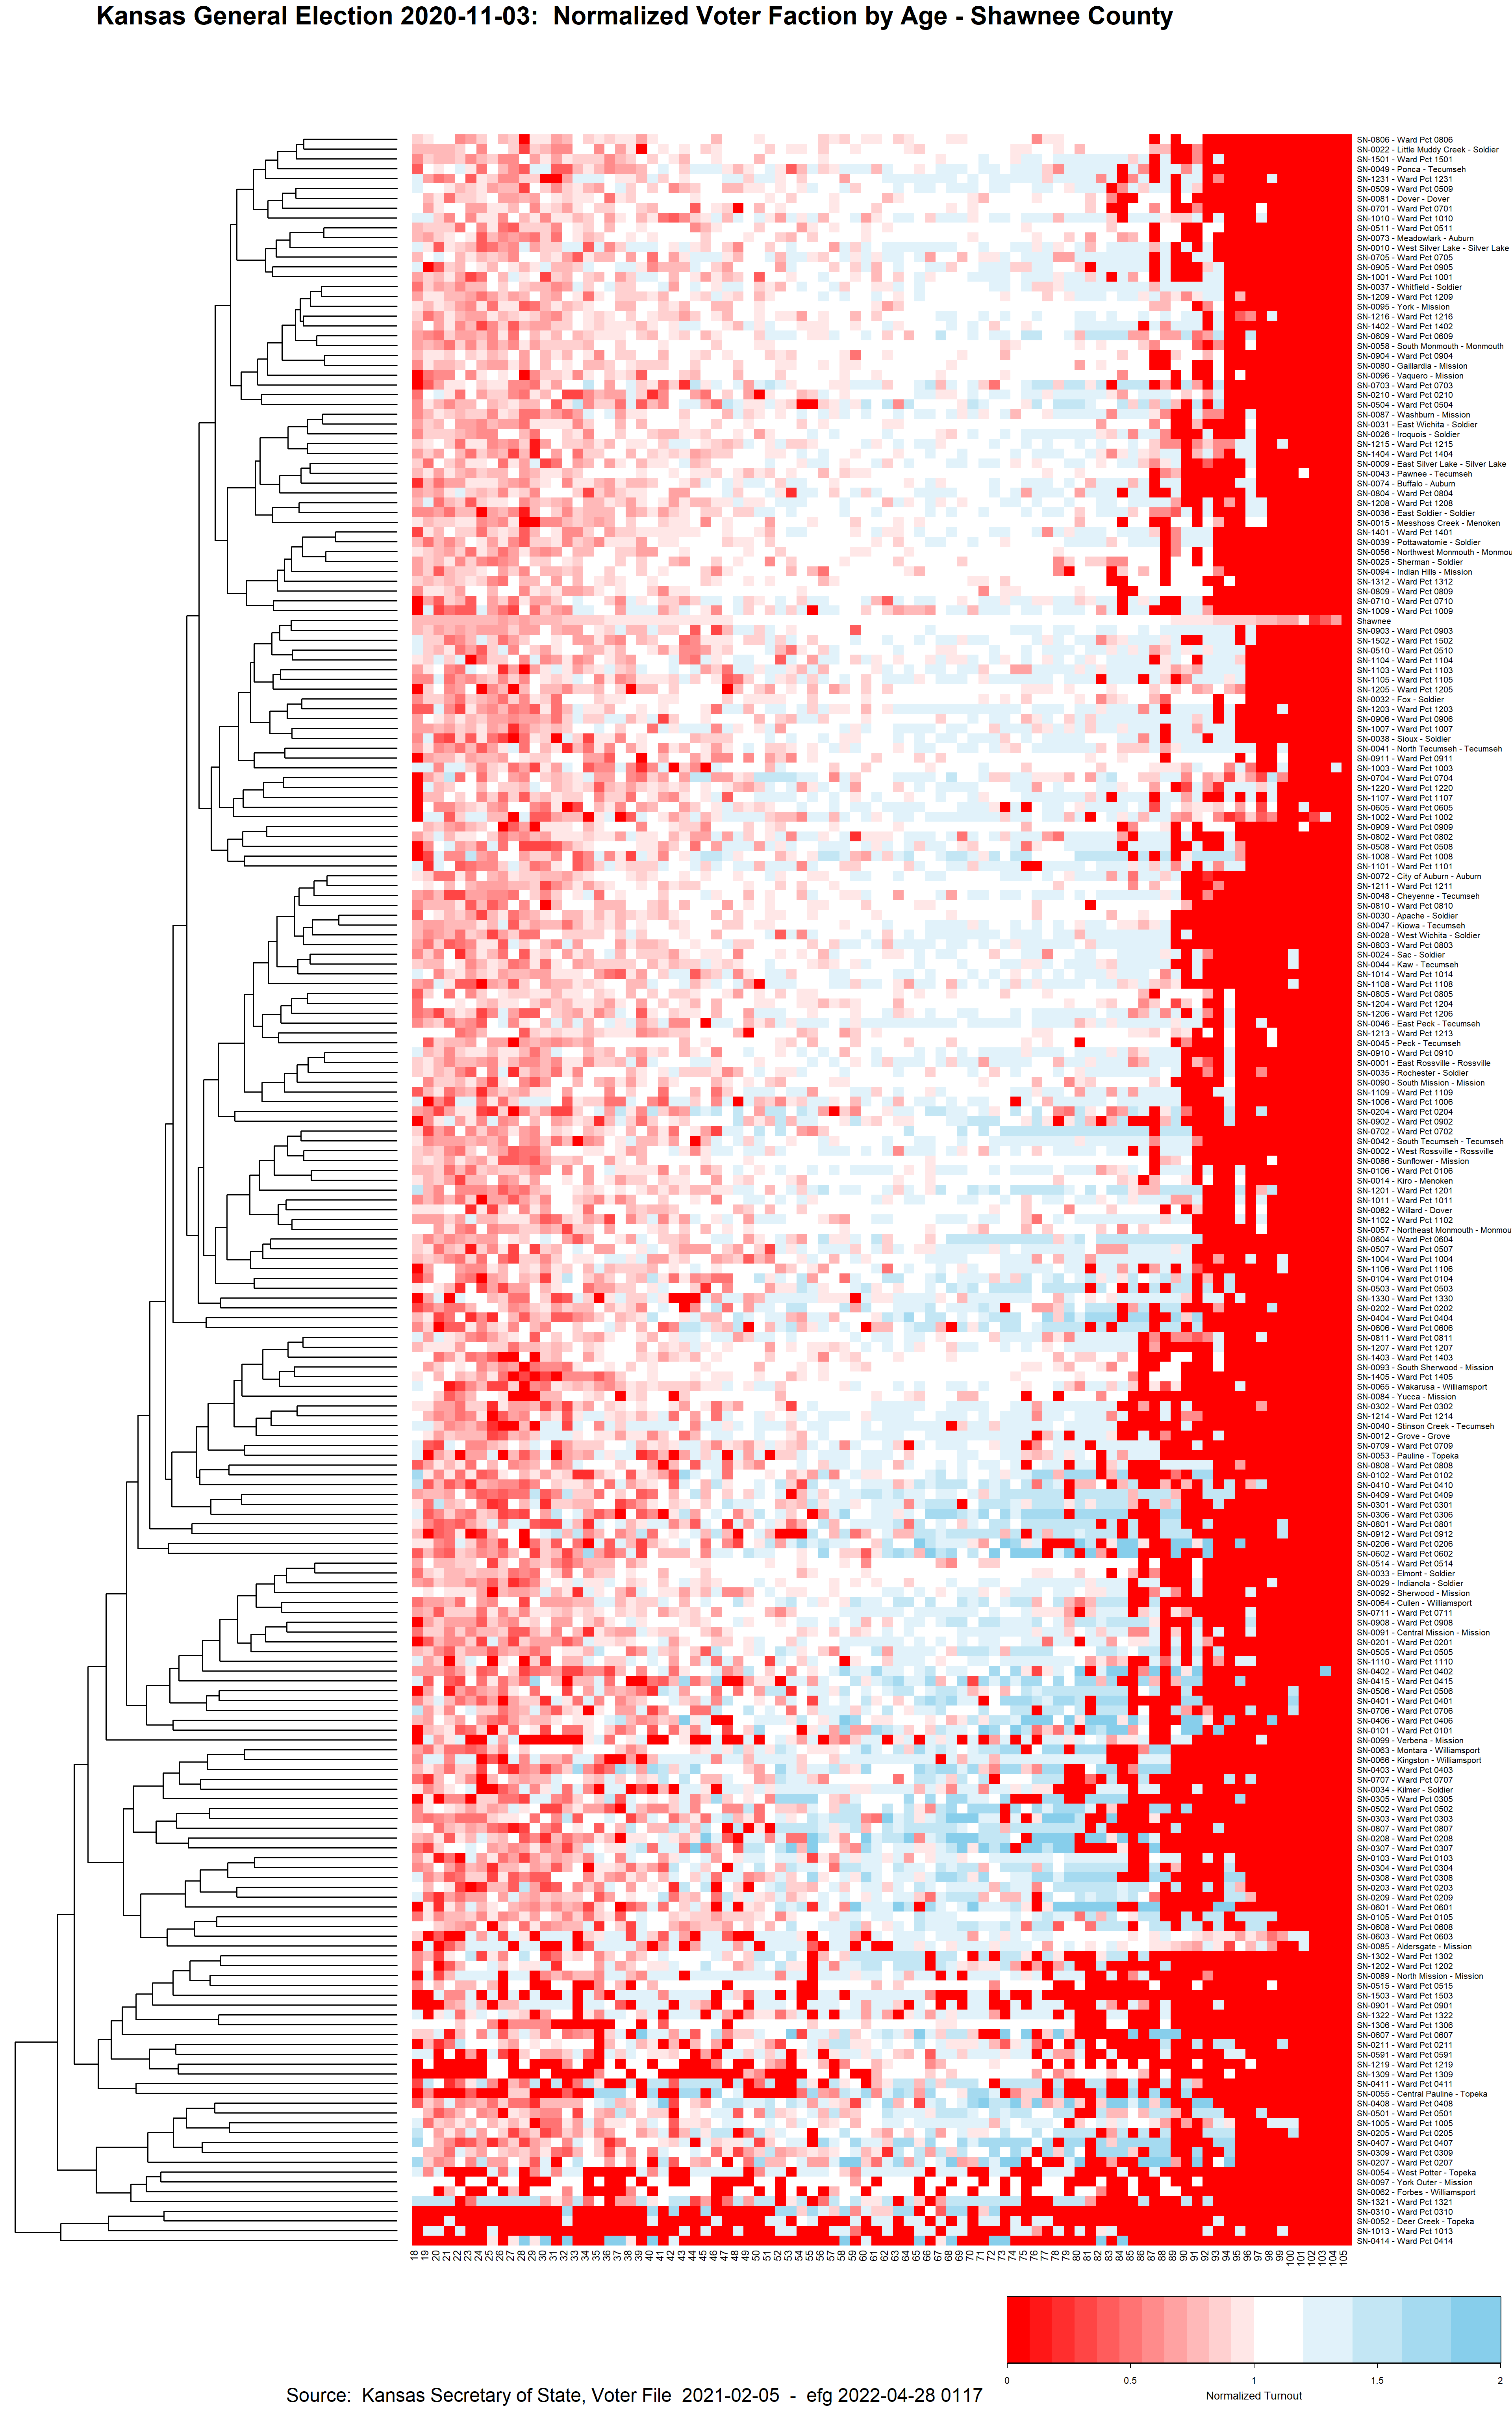 Kansas General Election 2020-11-03:  Normalized Voter Faction by Age - Shawnee County
SN-0806 - Ward Pct 0806
SN-0022 - Little Muddy Creek - Soldier
SN-1501 - Ward Pct 1501
SN-0049 - Ponca - Tecumseh
SN-1231 - Ward Pct 1231
SN-0509 - Ward Pct 0509
SN-0081 - Dover - Dover
SN-0701 - Ward Pct 0701
SN-1010 - Ward Pct 1010
SN-0511 - Ward Pct 0511
SN-0073 - Meadowlark - Auburn
SN-0010 - West Silver Lake - Silver Lake
SN-0705 - Ward Pct 0705
SN-0905 - Ward Pct 0905
SN-1001 - Ward Pct 1001
SN-0037 - Whitfield - Soldier
SN-1209 - Ward Pct 1209
SN-0095 - York - Mission
SN-1216 - Ward Pct 1216
SN-1402 - Ward Pct 1402
SN-0609 - Ward Pct 0609
SN-0058 - South Monmouth - Monmouth
SN-0904 - Ward Pct 0904
SN-0080 - Gaillardia - Mission
SN-0096 - Vaquero - Mission
SN-0703 - Ward Pct 0703
SN-0210 - Ward Pct 0210
SN-0504 - Ward Pct 0504
SN-0087 - Washburn - Mission
SN-0031 - East Wichita - Soldier
SN-0026 - Iroquois - Soldier
SN-1215 - Ward Pct 1215
SN-1404 - Ward Pct 1404
SN-0009 - East Silver Lake - Silver Lake
SN-0043 - Pawnee - Tecumseh
SN-0074 - Buffalo - Auburn
SN-0804 - Ward Pct 0804
SN-1208 - Ward Pct 1208
SN-0036 - East Soldier - Soldier
SN-0015 - Messhoss Creek - Menoken
SN-1401 - Ward Pct 1401
SN-0039 - Pottawatomie - Soldier
SN-0056 - Northwest Monmouth - Monmou
SN-0025 - Sherman - Soldier
SN-0094 - Indian Hills - Mission
SN-1312 - Ward Pct 1312
SN-0809 - Ward Pct 0809
SN-0710 - Ward Pct 0710
SN-1009 - Ward Pct 1009
Shawnee
SN-0903 - Ward Pct 0903
SN-1502 - Ward Pct 1502
SN-0510 - Ward Pct 0510
SN-1104 - Ward Pct 1104
SN-1103 - Ward Pct 1103
SN-1105 - Ward Pct 1105
SN-1205 - Ward Pct 1205
SN-0032 - Fox - Soldier
SN-1203 - Ward Pct 1203
SN-0906 - Ward Pct 0906
SN-1007 - Ward Pct 1007
SN-0038 - Sioux - Soldier
SN-0041 - North Tecumseh - Tecumseh
SN-0911 - Ward Pct 0911
SN-1003 - Ward Pct 1003
SN-0704 - Ward Pct 0704
SN-1220 - Ward Pct 1220
SN-1107 - Ward Pct 1107
SN-0605 - Ward Pct 0605
SN-1002 - Ward Pct 1002
SN-0909 - Ward Pct 0909
SN-0802 - Ward Pct 0802
SN-0508 - Ward Pct 0508
SN-1008 - Ward Pct 1008
SN-1101 - Ward Pct 1101
SN-0072 - City of Auburn - Auburn
SN-1211 - Ward Pct 1211
SN-0048 - Cheyenne - Tecumseh
SN-0810 - Ward Pct 0810
SN-0030 - Apache - Soldier
SN-0047 - Kiowa - Tecumseh
SN-0028 - West Wichita - Soldier
SN-0803 - Ward Pct 0803
SN-0024 - Sac - Soldier
SN-0044 - Kaw - Tecumseh
SN-1014 - Ward Pct 1014
SN-1108 - Ward Pct 1108
SN-0805 - Ward Pct 0805
SN-1204 - Ward Pct 1204
SN-1206 - Ward Pct 1206
SN-0046 - East Peck - Tecumseh
SN-1213 - Ward Pct 1213
SN-0045 - Peck - Tecumseh
SN-0910 - Ward Pct 0910
SN-0001 - East Rossville - Rossville
SN-0035 - Rochester - Soldier
SN-0090 - South Mission - Mission
SN-1109 - Ward Pct 1109
SN-1006 - Ward Pct 1006
SN-0204 - Ward Pct 0204
SN-0902 - Ward Pct 0902
SN-0702 - Ward Pct 0702
SN-0042 - South Tecumseh - Tecumseh
SN-0002 - West Rossville - Rossville
SN-0086 - Sunflower - Mission
SN-0106 - Ward Pct 0106
SN-0014 - Kiro - Menoken
SN-1201 - Ward Pct 1201
SN-1011 - Ward Pct 1011
SN-0082 - Willard - Dover
SN-1102 - Ward Pct 1102
SN-0057 - Northeast Monmouth - Monmou
SN-0604 - Ward Pct 0604
SN-0507 - Ward Pct 0507
SN-1004 - Ward Pct 1004
SN-1106 - Ward Pct 1106
SN-0104 - Ward Pct 0104
SN-0503 - Ward Pct 0503
SN-1330 - Ward Pct 1330
SN-0202 - Ward Pct 0202
SN-0404 - Ward Pct 0404
SN-0606 - Ward Pct 0606
SN-0811 - Ward Pct 0811
SN-1207 - Ward Pct 1207
SN-1403 - Ward Pct 1403
SN-0093 - South Sherwood - Mission
SN-1405 - Ward Pct 1405
SN-0065 - Wakarusa - Williamsport
SN-0084 - Yucca - Mission
SN-0302 - Ward Pct 0302
SN-1214 - Ward Pct 1214
SN-0040 - Stinson Creek - Tecumseh
SN-0012 - Grove - Grove
SN-0709 - Ward Pct 0709
SN-0053 - Pauline - Topeka
SN-0808 - Ward Pct 0808
SN-0102 - Ward Pct 0102
SN-0410 - Ward Pct 0410
SN-0409 - Ward Pct 0409
SN-0301 - Ward Pct 0301
SN-0306 - Ward Pct 0306
SN-0801 - Ward Pct 0801
SN-0912 - Ward Pct 0912
SN-0206 - Ward Pct 0206
SN-0602 - Ward Pct 0602
SN-0514 - Ward Pct 0514
SN-0033 - Elmont - Soldier
SN-0029 - Indianola - Soldier
SN-0092 - Sherwood - Mission
SN-0064 - Cullen - Williamsport
SN-0711 - Ward Pct 0711
SN-0908 - Ward Pct 0908
SN-0091 - Central Mission - Mission
SN-0201 - Ward Pct 0201
SN-0505 - Ward Pct 0505
SN-1110 - Ward Pct 1110
SN-0402 - Ward Pct 0402
SN-0415 - Ward Pct 0415
SN-0506 - Ward Pct 0506
SN-0401 - Ward Pct 0401
SN-0706 - Ward Pct 0706
SN-0406 - Ward Pct 0406
SN-0101 - Ward Pct 0101
SN-0099 - Verbena - Mission
SN-0063 - Montara - Williamsport
SN-0066 - Kingston - Williamsport
SN-0403 - Ward Pct 0403
SN-0707 - Ward Pct 0707
SN-0034 - Kilmer - Soldier
SN-0305 - Ward Pct 0305
SN-0502 - Ward Pct 0502
SN-0303 - Ward Pct 0303
SN-0807 - Ward Pct 0807
SN-0208 - Ward Pct 0208
SN-0307 - Ward Pct 0307
SN-0103 - Ward Pct 0103
SN-0304 - Ward Pct 0304
SN-0308 - Ward Pct 0308
SN-0203 - Ward Pct 0203
SN-0209 - Ward Pct 0209
SN-0601 - Ward Pct 0601
SN-0105 - Ward Pct 0105
SN-0608 - Ward Pct 0608
SN-0603 - Ward Pct 0603
SN-0085 - Aldersgate - Mission
SN-1302 - Ward Pct 1302
SN-1202 - Ward Pct 1202
SN-0089 - North Mission - Mission
SN-0515 - Ward Pct 0515
SN-1503 - Ward Pct 1503
SN-0901 - Ward Pct 0901
SN-1322 - Ward Pct 1322
SN-1306 - Ward Pct 1306
SN-0607 - Ward Pct 0607
SN-0211 - Ward Pct 0211
SN-0591 - Ward Pct 0591
SN-1219 - Ward Pct 1219
SN-1309 - Ward Pct 1309
SN-0411 - Ward Pct 0411
SN-0055 - Central Pauline - Topeka
SN-0408 - Ward Pct 0408
SN-0501 - Ward Pct 0501
SN-1005 - Ward Pct 1005
SN-0205 - Ward Pct 0205
SN-0407 - Ward Pct 0407
SN-0309 - Ward Pct 0309
SN-0207 - Ward Pct 0207
SN-0054 - West Potter - Topeka
SN-0097 - York Outer - Mission
SN-0062 - Forbes - Williamsport
SN-1321 - Ward Pct 1321
SN-0310 - Ward Pct 0310
SN-0052 - Deer Creek - Topeka
SN-1013 - Ward Pct 1013
SN-0414 - Ward Pct 0414
18 19 20 21 22 23 24 25 26 27 28 29 30 31 32 33 34 35 36 37 38 39 40 41 42 43 44 45 46 47 48 49 50 51 52 53 54 55 56 57 58 59 60 61 62 63 64 65 66 67 68 69 70 71 72 73 74 75 76 77 78 79 80 81 82 83 84 85 86 87 88 89 90 91 92 93 94 95 96 97 98 99 100 101 102 103 104 105
0 0.5 1 1.5 2
Normalized Turnout
Source:  Kansas Secretary of State, Voter File  2021-02-05  -  efg 2022-04-28 0117